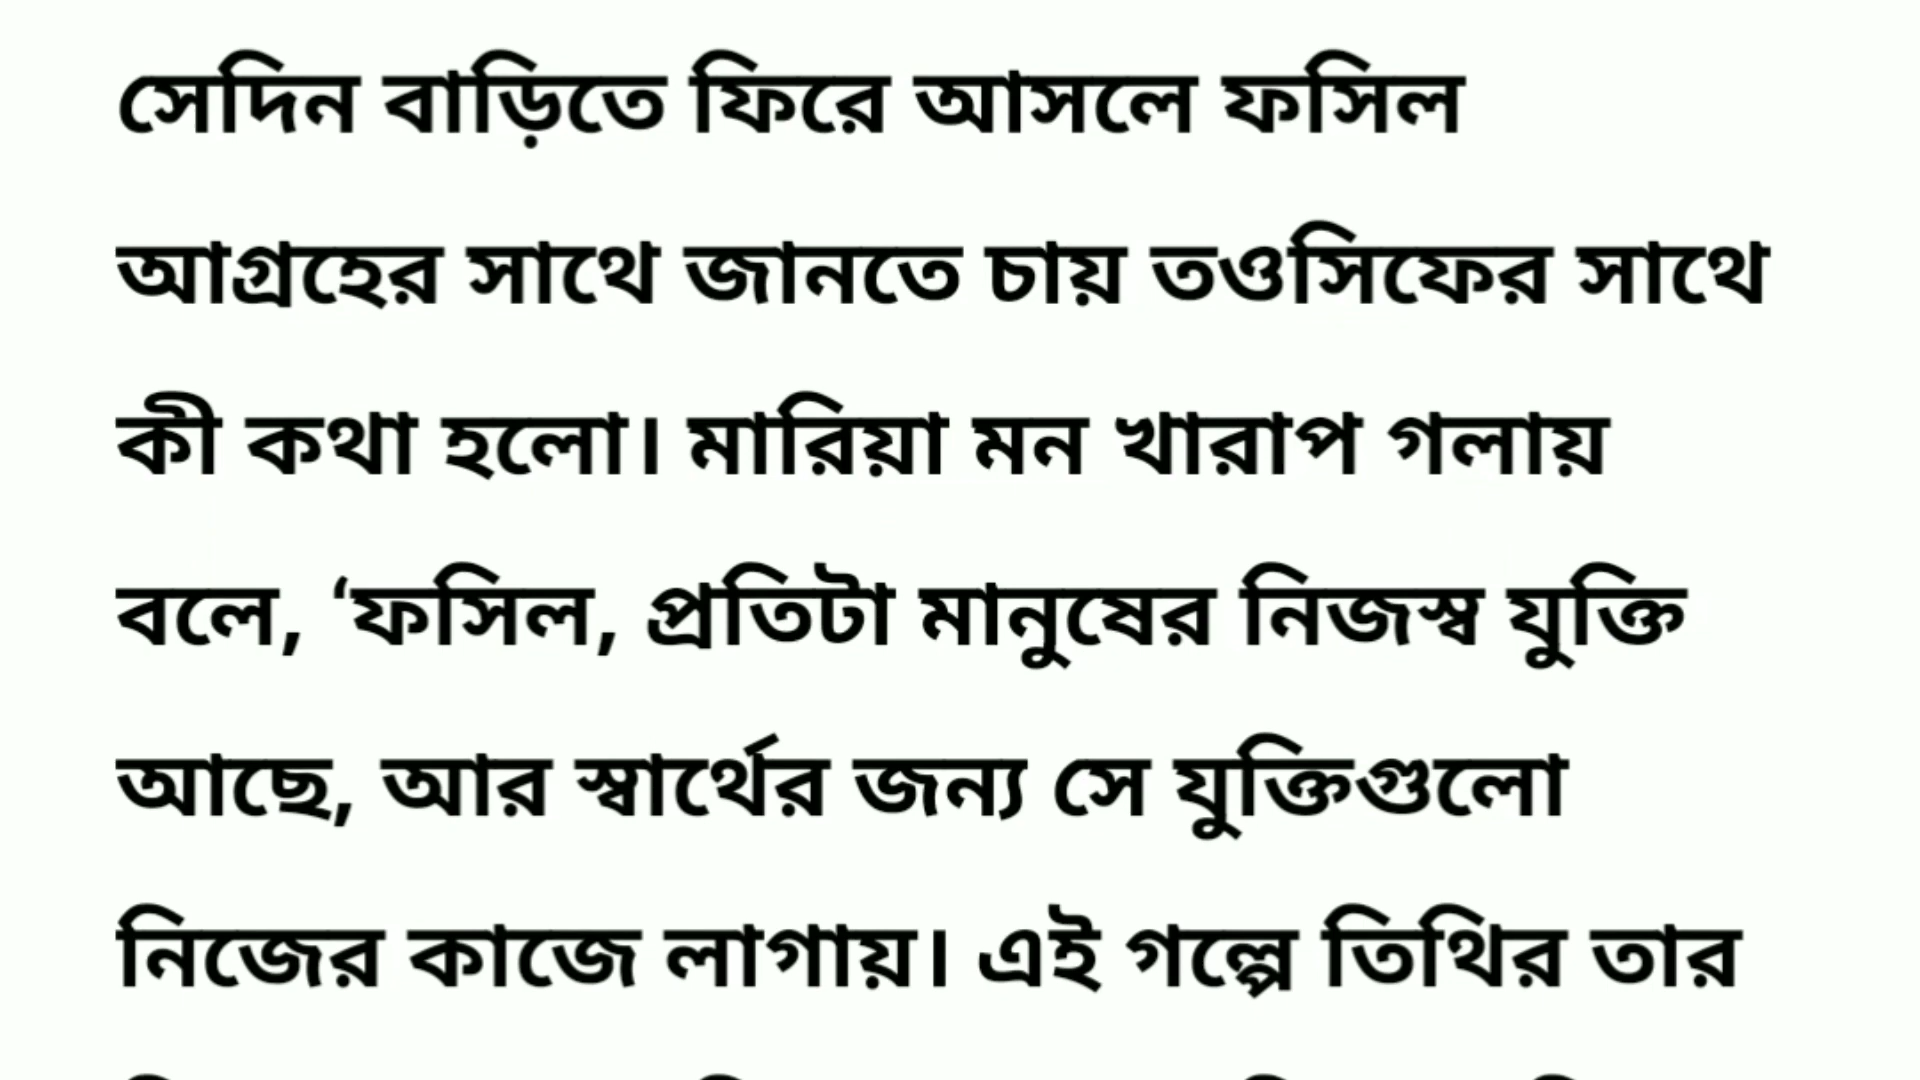 সেদিন বাড়িতে ফিরে আসলে ফসিল
আগ্রহের সাথে জানতে চায় তওসিফের সাথে
কী কথা হলো। মারিয়া মন খারাপ গলায়
বলে, ‘ফসিল, প্রতিটা মানুষের নিজস্ব যুক্তি
আছে, আর স্বার্থের জন্য সে যুক্তিগুলো
নিজের কাজে লাগায়। এই গল্পে তিথির তার